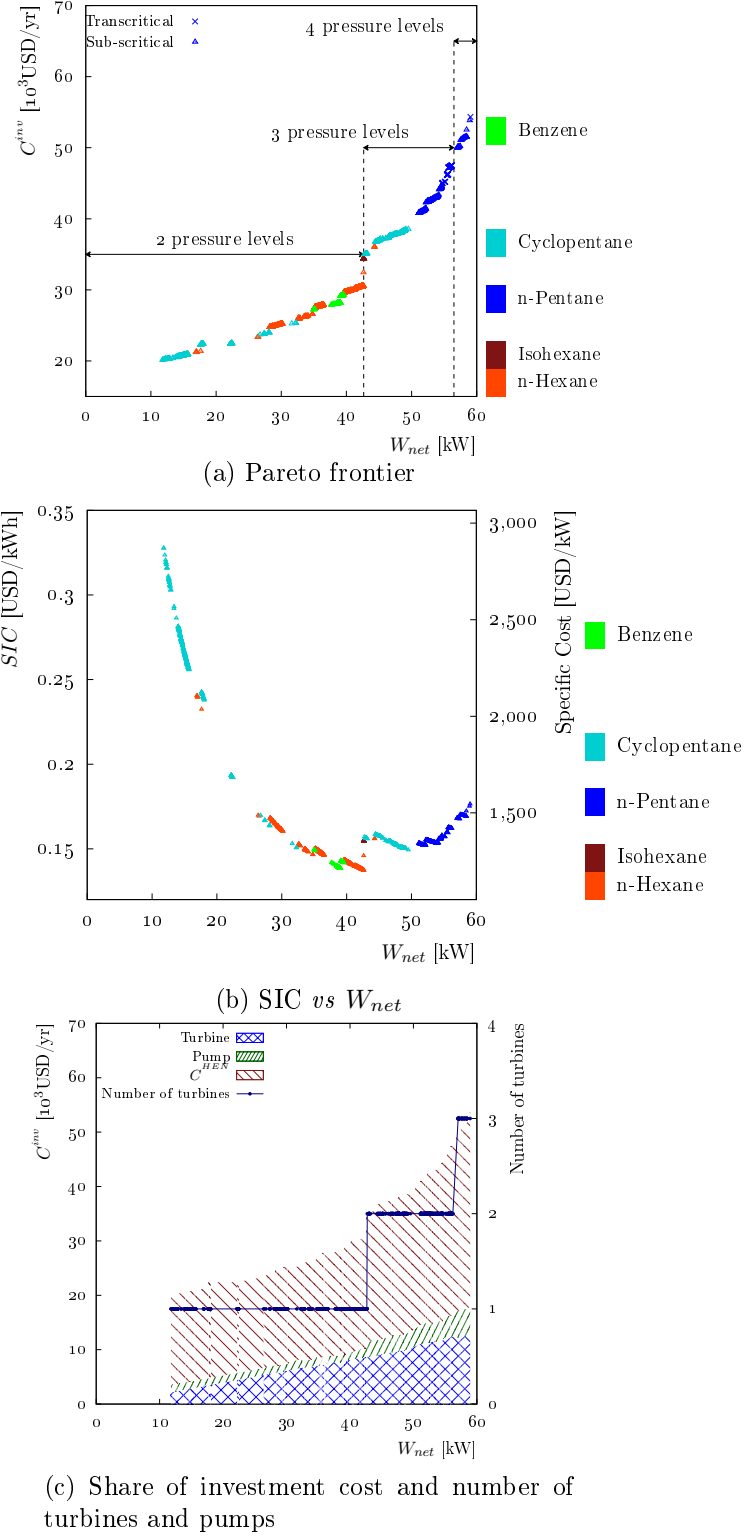 70
60
50
40
30
20
C^inv [10^3USD/yr]
Transcritical
Sub-scritical
4 pressure levels
3 pressure levels
2 pressure levels
Benzene
Cyclopentane
n-Pentane
Isohexane
n-Hexane
0 10 20 30 40 50 60
W_net [kW]
(a) Pareto frontier
0.35
0.3
0.25
0.2
0.15
SIC [USD/kWh]
3,000
2,500
2,000
1,500
Specific Cost [USD/kW]
Benzene
Cyclopentane
n-Pentane
Isohexane
n-Hexane
0 10 20 30 40 50 60
W_net [kW]
(b) SIC vs W_net
70
60
50
40
30
20
10
0
C^inv [10^3USD/yr]
Turbine
Pump
C^HEN
Number of turbines
4
3
2
1
0
Number of turbines
0 10 20 30 40 50 60
W_net [kW]
(c) Share of investment cost and number of
turbines and pumps